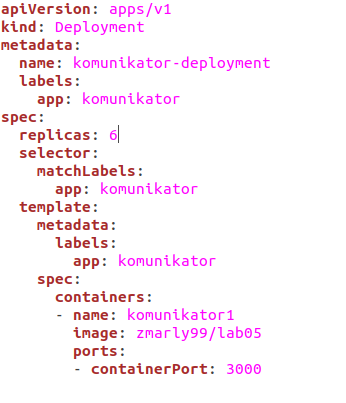 apiVersion: apps/v1
kind: Deployment
metadata:
  name: komunikator-deployment
  labels:
    app: komunikator
spec:
  replicas: 6
  selector:
    matchLabels:
      app: komunikator
  template:
    metadata:
      labels:
        app: komunikator
    spec:
      containers:
      - name: komunikator1
        image: zmarly99/lab05
        ports:
        - containerPort: 3000